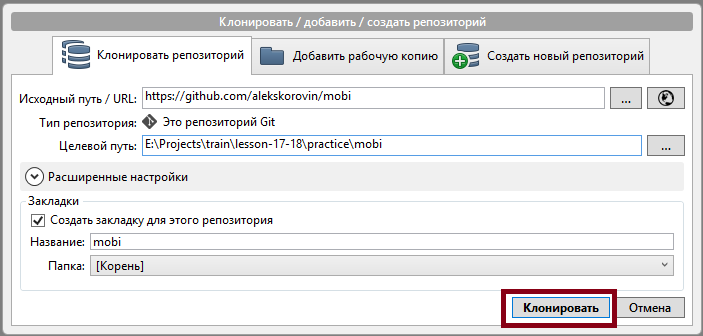 Клонировать / добавить / создать репозиторий
Клонировать репозиторий Добавить рабочую копию Создать новый репозиторий
Исходный путь / URL: https://github.com/alekskorovin/mobi ...
Тип репозитория: Это репозиторий Git
Целевой путь: E:\Projects\train\lesson-17-18\practice\mobi ...
Расширенные настройки
Закладки
Создать закладку для этого репозитория
Название: mobi
Папка: [Корень]
Клонировать Отмена